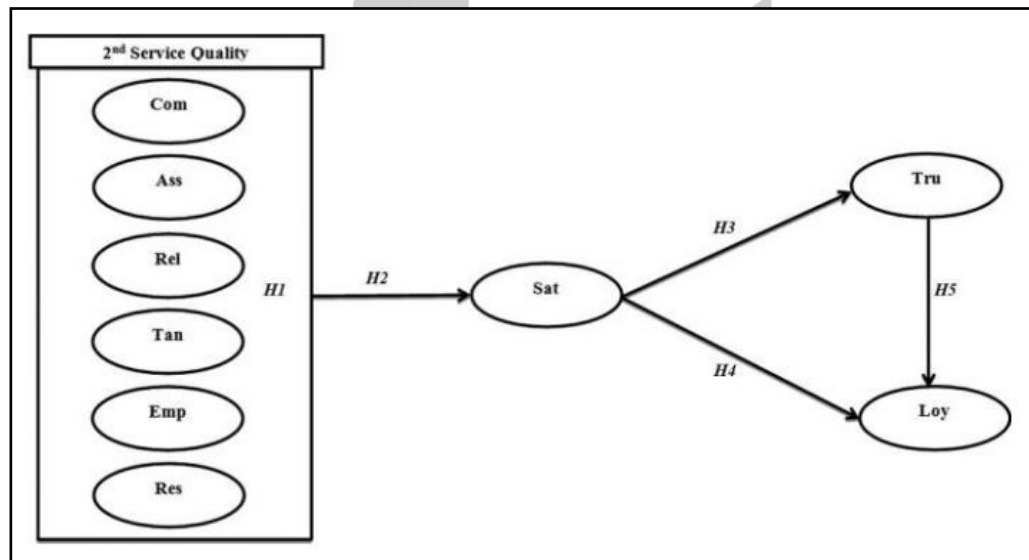 2nd Service Quality
Com
Ass
Rel
Tan
Emp
Res
H1
H2
Sat
H3
H4
Tru
H5
Loy